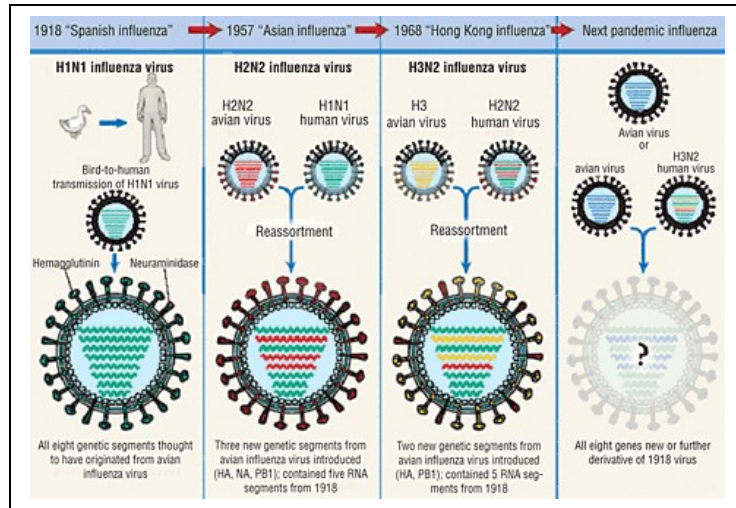 1918 "Spanish influenza"
1957 "Asian influenza"
1968 "Hong Kong influenza"
Next pandemic influenza
H1N1 influenza virus
Bird-to-human
transmission of H1N1 virus
Hemagglutinin
Neuraminidase
All eight genetic segments thought
to have originated from avian
influenza virus
H2N2 influenza virus
H2N2
avian virus
H1N1
human virus
Reassortment
Three new genetic segments from
avian influenza virus introduced
(HA, NA, PB1); contained five RNA
segments from 1918
H3N2 influenza virus
H3
avian virus
H2N2
human virus
Reassortment
Two new genetic segments from
avian influenza virus introduced
(HA, PB1); contained 5 RNA seg-
ments from 1918
Avian virus
or
avian virus
H3N2
human virus
?
All eight genes new or further
derivative of 1918 virus